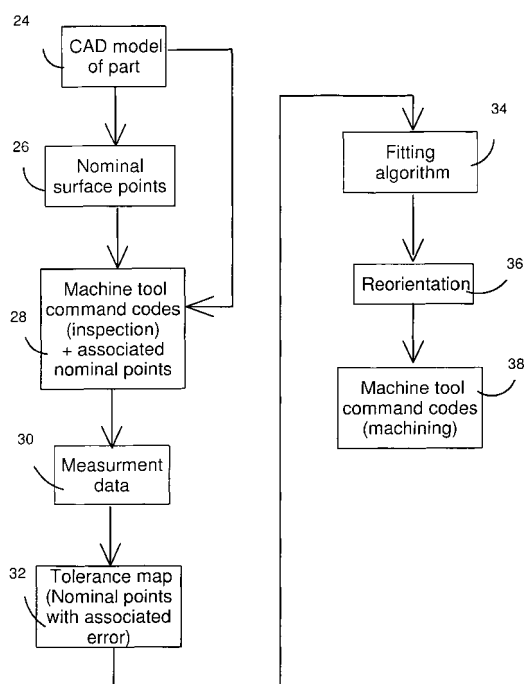 24
CAD model
of part
26
Nominal
surface points
28
Machine tool
command codes
(inspection)
+ associated
nominal points
30
Measurment
data
32
Tolerance map
(Nominal points
with associated
error)
34
Fitting
algorithm
36
Reorientation
38
Machine tool
command codes
(machining)